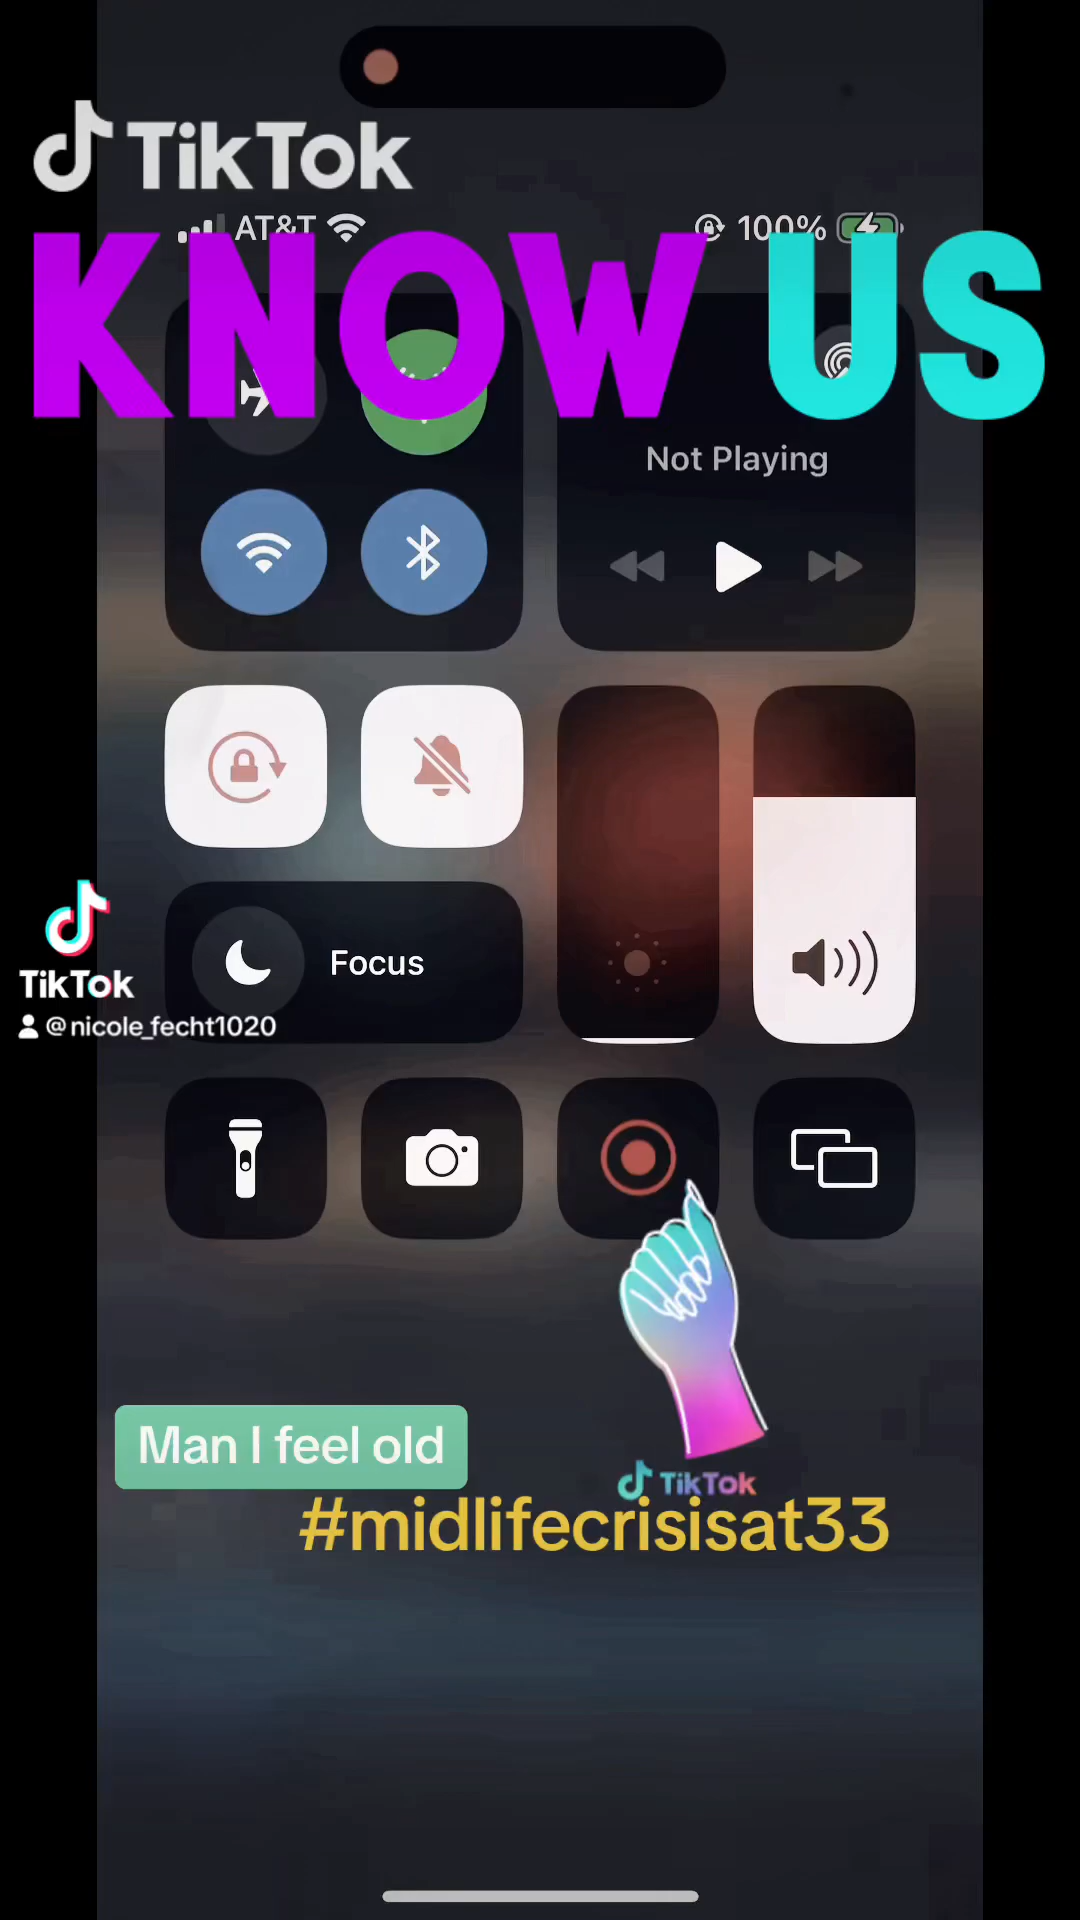 TikTok
AT&T 100%
KNOW US
Not Playing
Focus
TikTok
@nicole_fecht1020
Man I feel old
TikTok
#midlifecrisisat33